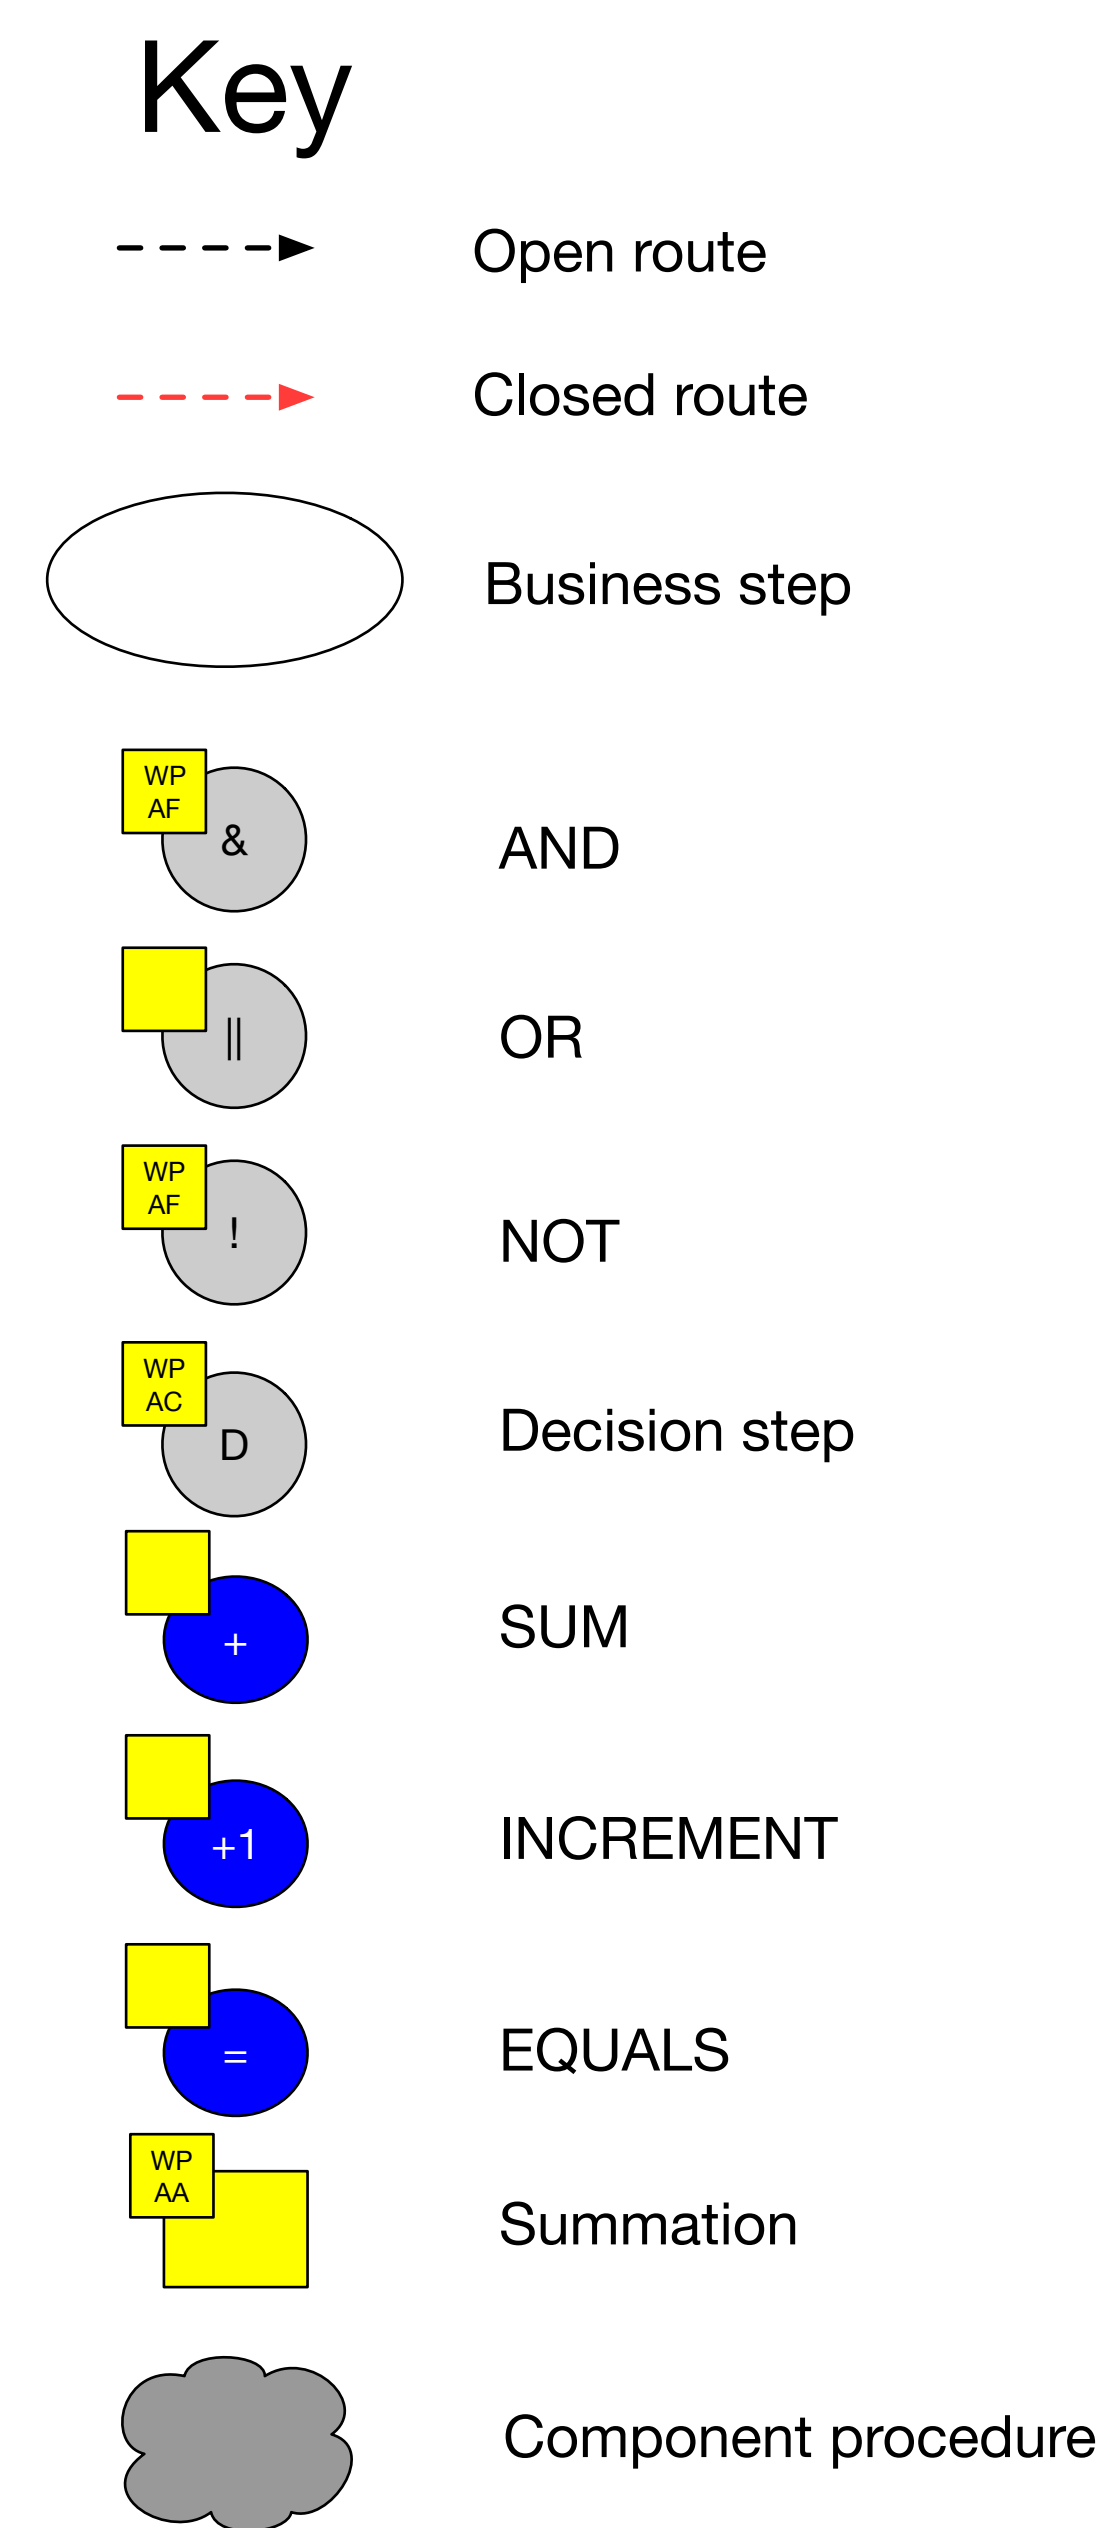 Key
Open route
Closed route
Business step
WP
AF
&
AND
||
OR
WP
AF
!
NOT
WP
AC
D
Decision step
+
SUM
+1
INCREMENT
=
EQUALS
WP
AA
Summation
Component procedure